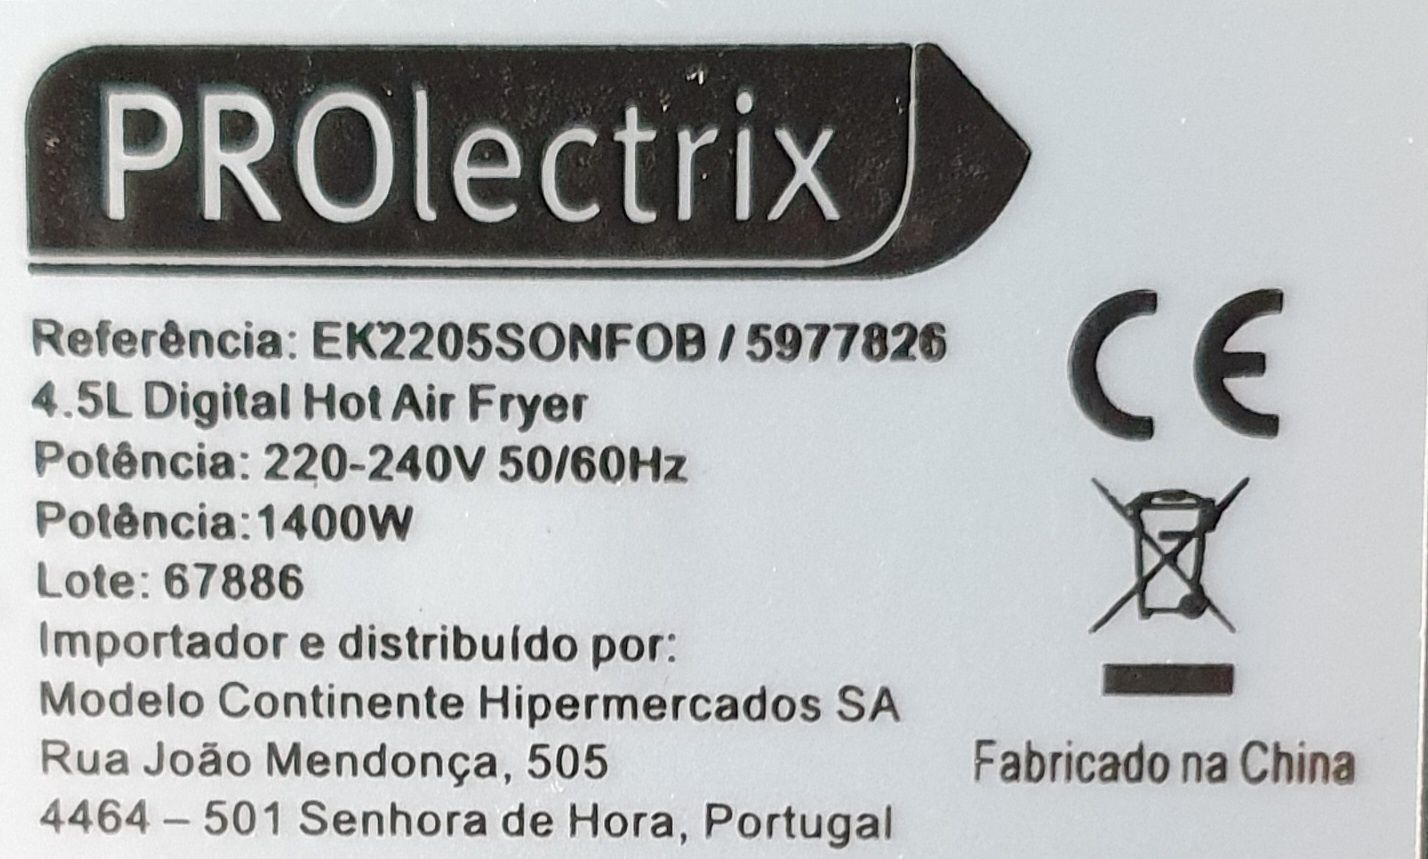 PROlectrix
Referência: EK2205SONFOB / 5977826
4.5L Digital Hot Air Fryer
Potência: 220-240V 50/60Hz
Potência:1400W
Lote: 67886
Importador e distribuído por:
Modelo Continente Hipermercados SA
Rua João Mendonça, 505
4464 – 501 Senhora de Hora, Portugal
CE
Fabricado na China